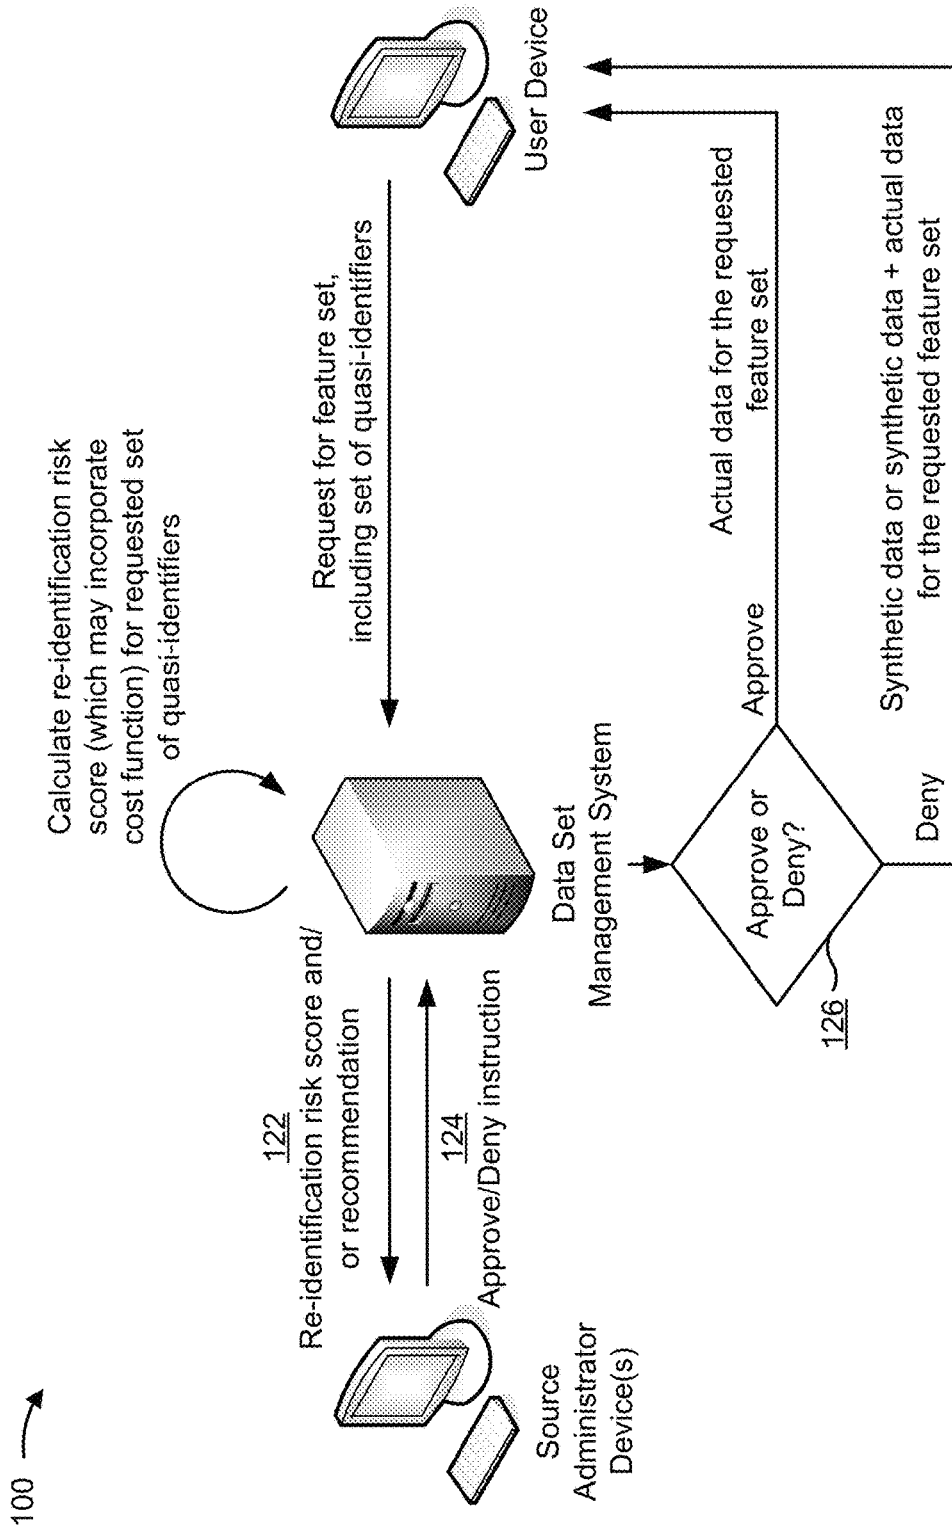 100
Calculate re-identification risk
score (which may incorporate
cost function) for requested set
of quasi-identifiers
122
Re-identification risk score and/
or recommendation
124
Approve/Deny instruction
Request for feature set,
including set of quasi-identifiers
Source
Administrator
Device(s)
Data Set
Management System
User Device
126
Approve or
Deny?
Approve
Actual data for the requested
feature set
Deny
Synthetic data or synthetic data + actual data
for the requested feature set